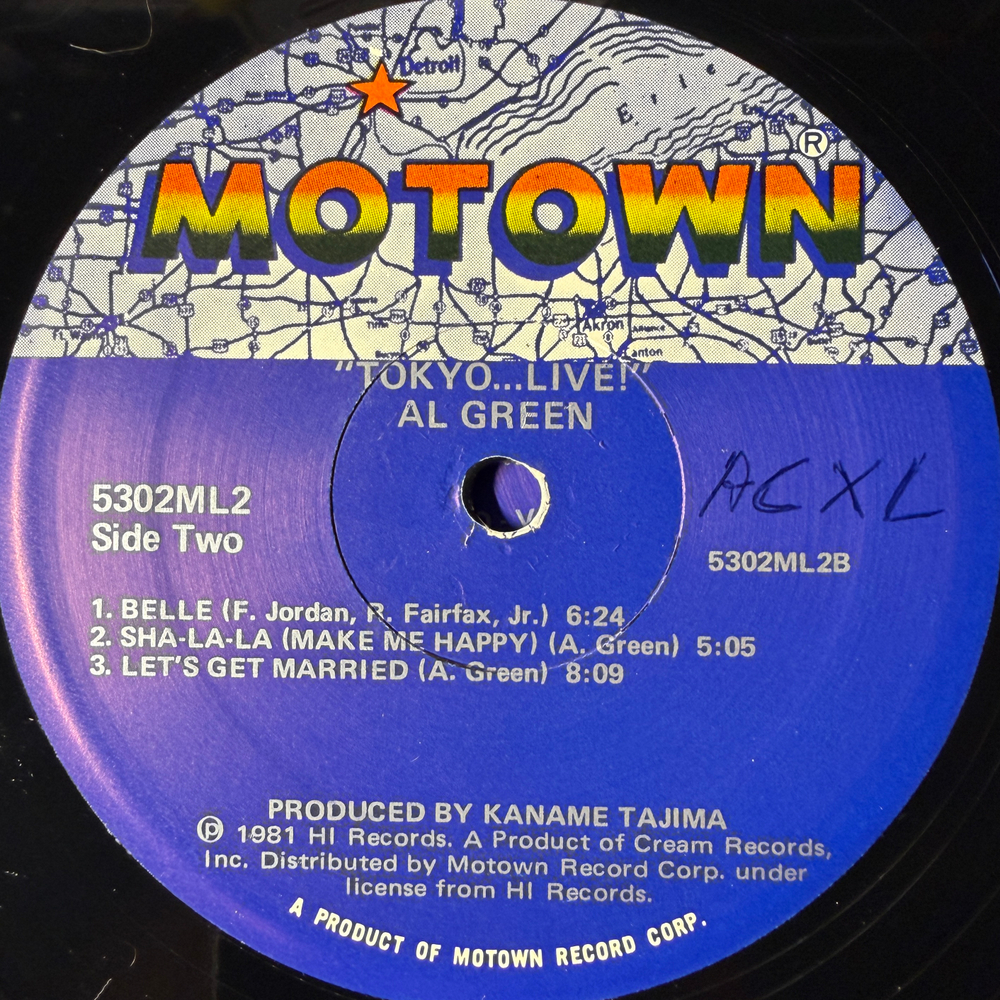 Detroit
Erie
MOTOWN®
Akron
"TOKYO...LIVE!"
AL GREEN
5302ML2
Side Two
ACXL
5302ML2B
1. BELLE (F. Jordan, R. Fairfax, Jr.) 6:24
2. SHA-LA-LA (MAKE ME HAPPY) (A. Green) 5:05
3. LET'S GET MARRIED (A. Green) 8:09
PRODUCED BY KANAME TAJIMA
℗ 1981 HI Records. A Product of Cream Records,
Inc. Distributed by Motown Record Corp. under
license from HI Records.
A PRODUCT OF MOTOWN RECORD CORP.